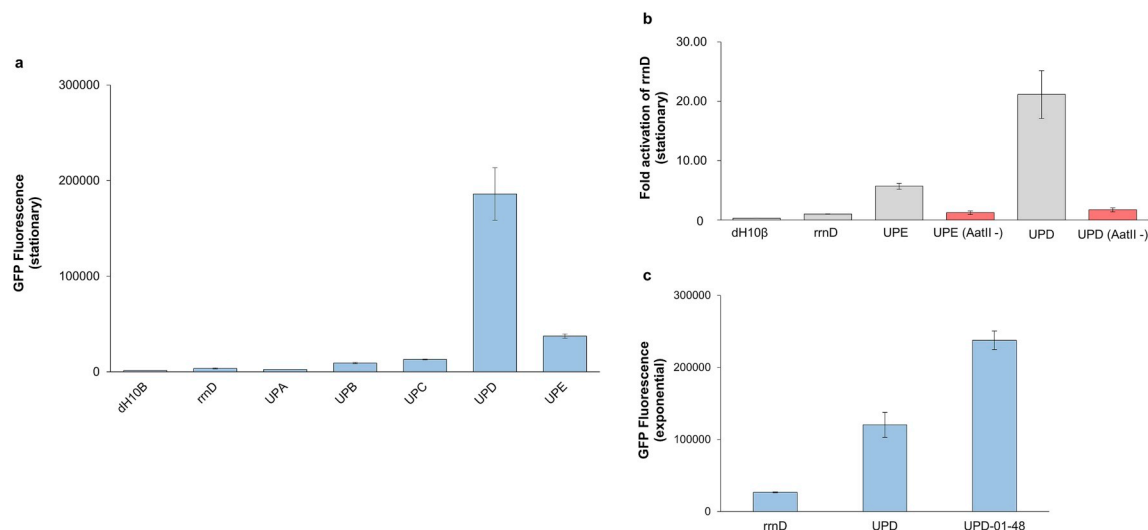 a
GFP Fluorescence
(stationary)
300000
200000
100000
0
dH10B
rrnD
UPA
UPB
UPC
UPD
UPE
b
Fold activation of rrnD
(stationary)
30.00
20.00
10.00
0
dH10β
rrnD
UPE
UPE (AatII -)
UPD
UPD (AatII -)
c
GFP Fluorescence
(exponential)
300000
200000
100000
0
rrnD
UPD
UPD-01-48